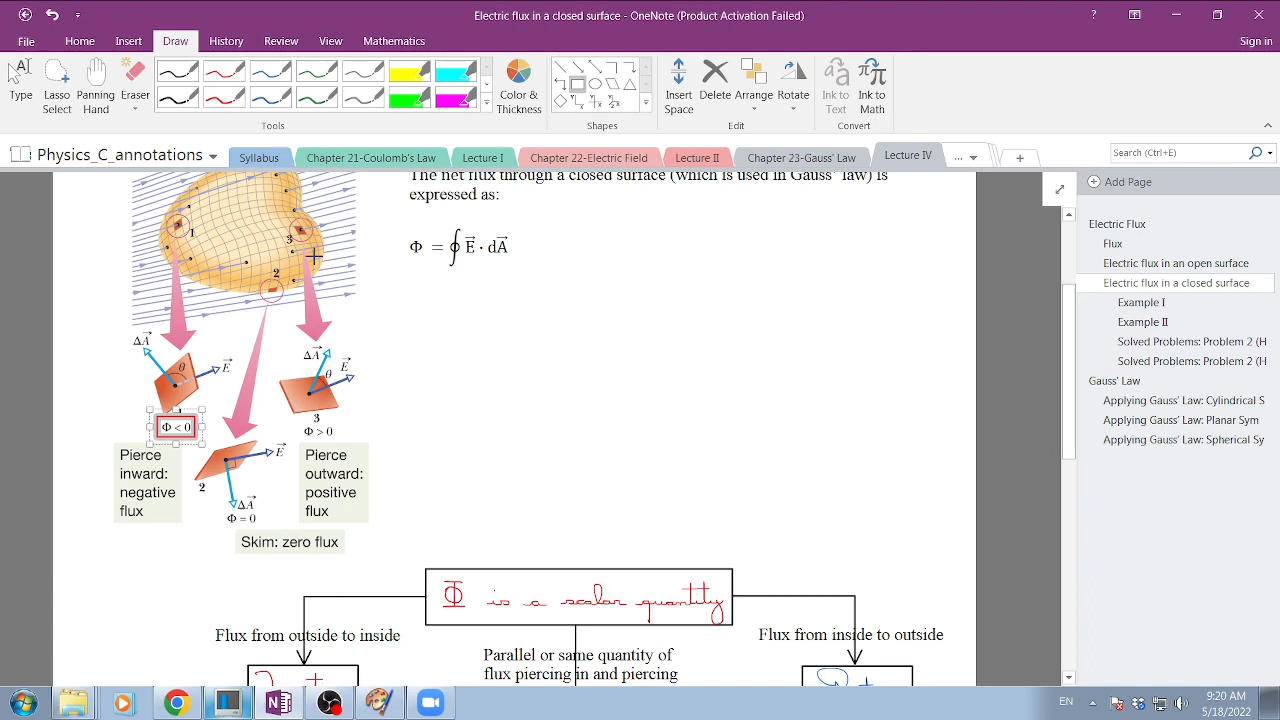 Electric flux in a closed surface - OneNote (Product Activation Failed)
?
File Home Insert Draw History Review View Mathematics
Sign in
Type
Lasso Select
Panning Hand
Eraser
Color & Thickness
Insert Space
Delete
Arrange
Rotate
Ink to Text
Ink to Math
Tools
Shapes
Edit
Convert
Physics_C_annotations
Syllabus
Chapter 21-Coulomb's Law
Lecture I
Chapter 22-Electric Field
Lecture II
Chapter 23-Gauss' Law
Lecture IV
...
Search (Ctrl+E)
Add Page
Electric Flux
Flux
Electric flux in an open surface
Electric flux in a closed surface
Example I
Example II
Solved Problems: Problem 2 (H
Solved Problems: Problem 2 (H
Gauss' Law
Applying Gauss' Law: Cylindrical S
Applying Gauss' Law: Planar Sym
Applying Gauss' Law: Spherical Sy
The net flux through a closed surface (which is used in Gauss' law) is
expressed as:
Φ = ∮ E⃗ · dA⃗
1
3
2
ΔA⃗
θ
E⃗
Φ < 0
ΔA⃗
E⃗
θ
3
Φ > 0
Pierce
inward:
negative
flux
E⃗
2
ΔA⃗
Φ = 0
Pierce
outward:
positive
flux
Skim: zero flux
Φ is a scalar quantity
Flux from outside to inside
Parallel or same quantity of
flux piercing in and piercing
Flux from inside to outside
EN
9:20 AM
5/18/2022